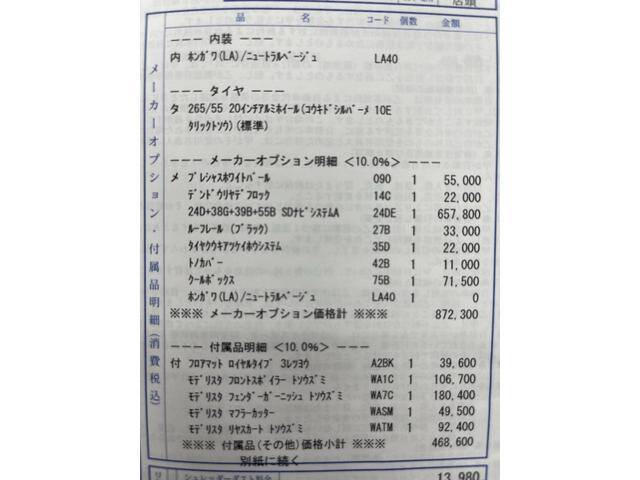 店頭
品 名 コード 個数 金額
メーカーオプション・付属品明細(消費税込)
--- 内装 ---
内 ホンガワ(LA)/ニュートラルベージュ LA40
--- タイヤ ---
タ 265/55 20インチアルミホイール(コウキドシルバーメ 10E
タリックトソウ)(標準)
--- メーカーオプション明細 <10.0%> ---
メ プレシャスホワイトパール 090 1 55,000
デンドウリヤデフロック 14C 1 22,000
24D+38G+39B+55B SDナビシステムA 24DE 1 657,800
ルーフレール (ブラック) 27B 1 33,000
タイヤクウキアツケイホウシステム 35D 1 22,000
トノカバー 42B 1 11,000
クールボックス 75B 1 71,500
ホンガワ(LA)/ニュートラルベージュ LA40 1 0
※※※ メーカーオプション価格計 ※※※ 872,300
--- 付属品明細 <10.0%> ---
付 フロアマット ロイヤルタイプ 3レツヨウ A2BK 1 39,600
モデリスタ フロントスポイラー トソウズミ WA1C 1 106,700
モデリスタ フェンダーガーニッシュ トソウズミ WA7C 1 180,400
モデリスタ マフラーカッター WASM 1 49,500
モデリスタ リヤスカート トソウズミ WATM 1 92,400
※※※ 付属品(その他)価格小計 ※※※ 468,600
別紙に続く
リ シュレッダーダスト料金 13,980